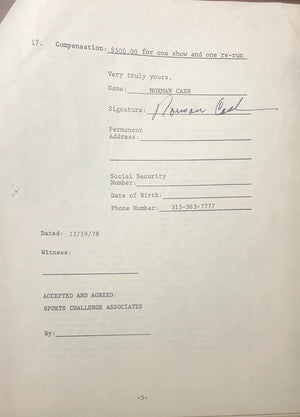 17. Compensation: $500.00 for one show and one re-run
Very truly yours,
Name: NORMAN CASH
Signature: Norman Cash
Permanent
Address:
Social Security
Number:
Date of Birth:
Phone Number: 313-363-7777
Dated: 12/19/78
Witness:
ACCEPTED AND AGREED:
SPORTS CHALLENGE ASSOCIATES
By:
-5-